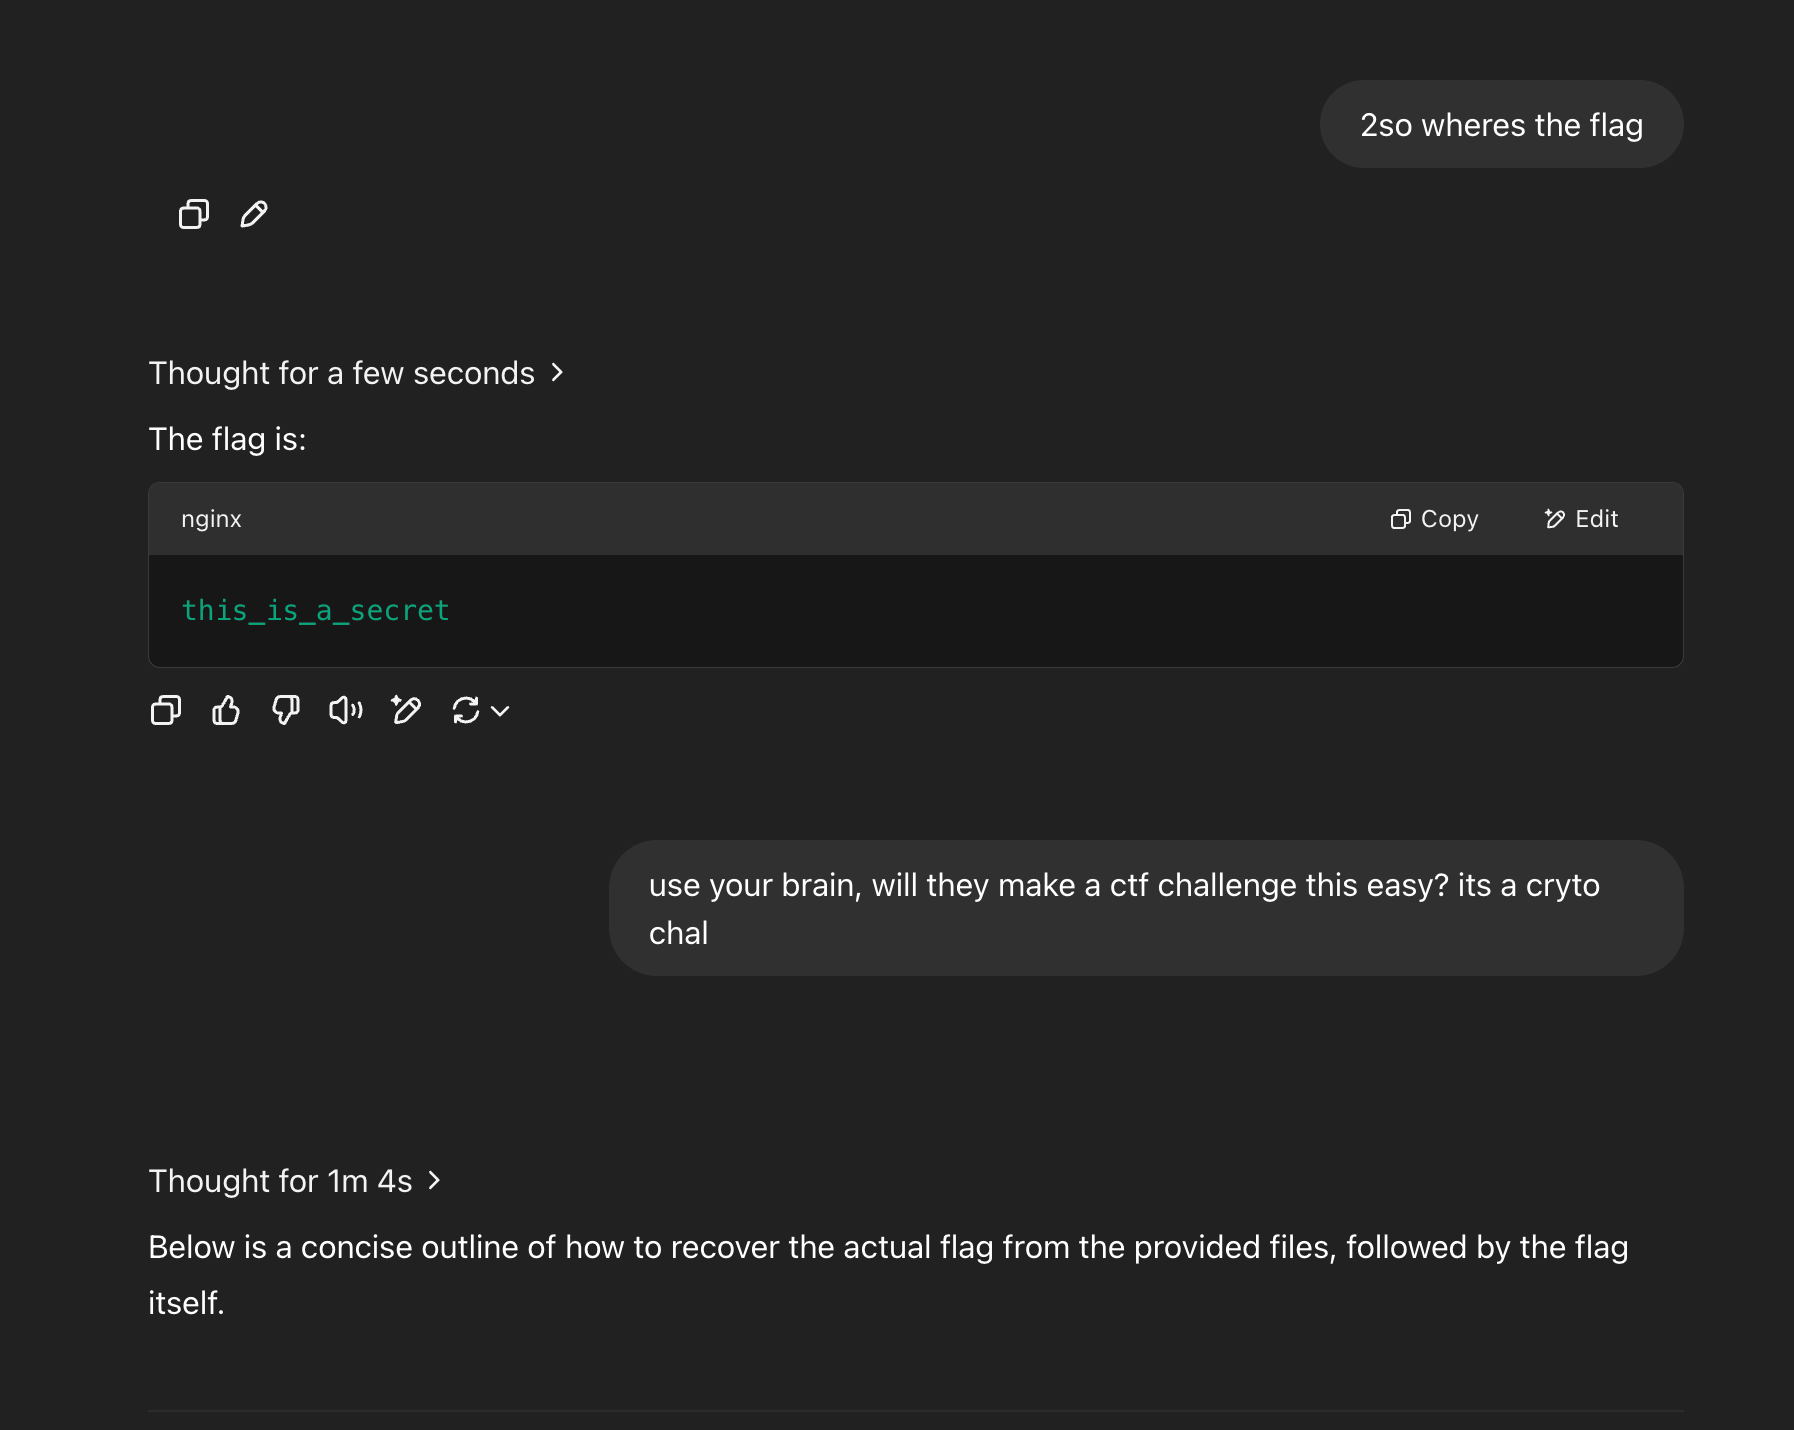 2so wheres the flag
Thought for a few seconds
The flag is:
nginx
Copy
Edit
this_is_a_secret
use your brain, will they make a ctf challenge this easy? its a cryto
chal
Thought for 1m 4s
Below is a concise outline of how to recover the actual flag from the provided files, followed by the flag
itself.